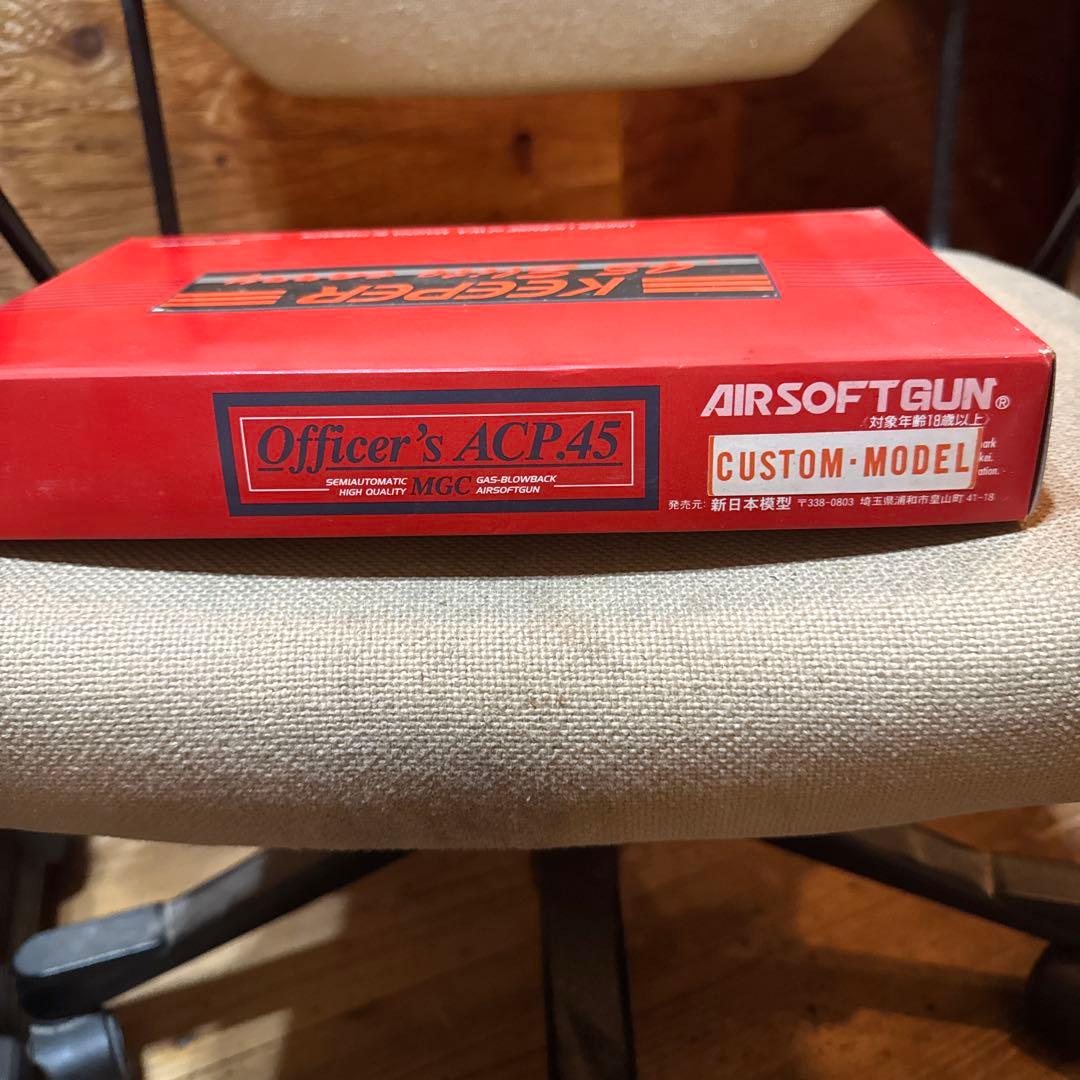 KEEPER
Officer's ACP.45
SEMIAUTOMATIC
HIGH QUALITY
MGC
GAS-BLOWBACK
AIRSOFTGUN
AIRSOFTGUN®
〈対象年齢18歳以上〉
CUSTOM-MODEL
発売元: 新日本模型 〒338-0803 埼玉県浦和市皇山町 41-18